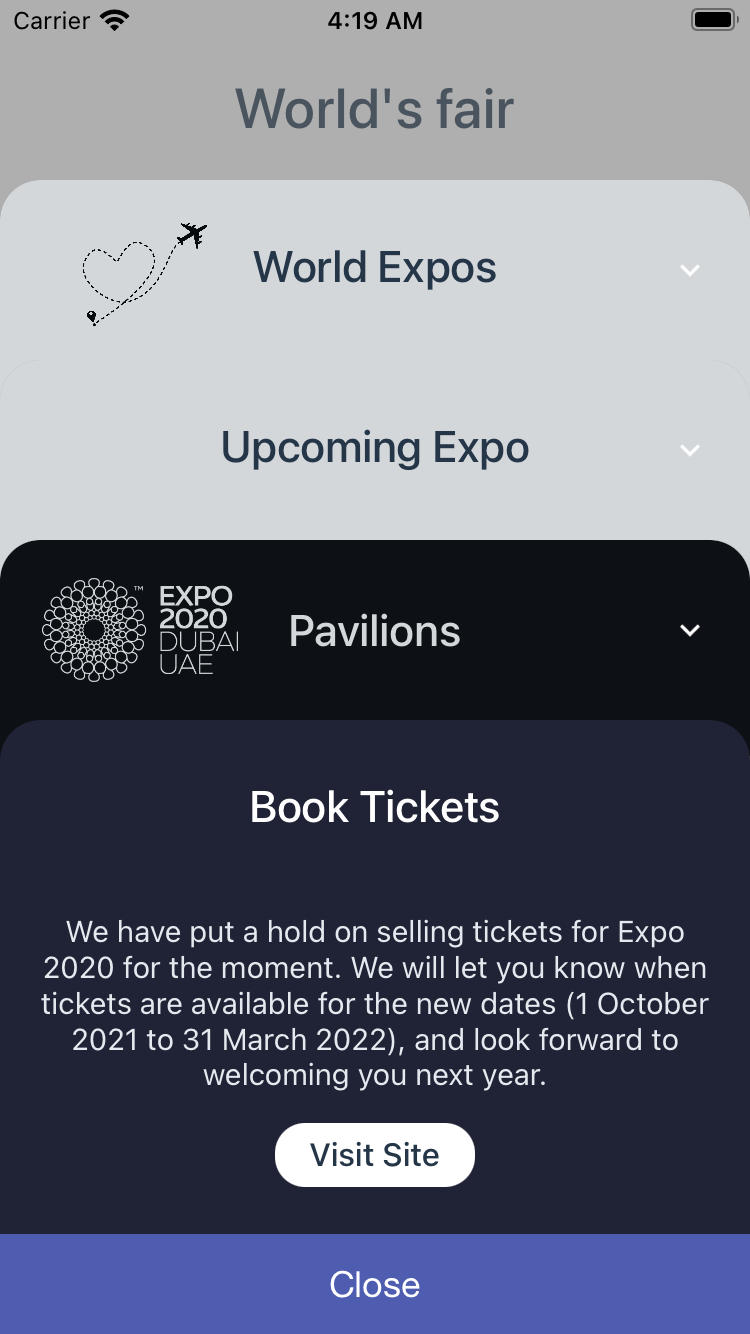 Carrier 4:19 AM
World's fair
World Expos
Upcoming Expo
EXPO
2020
DUBAI
UAE
™
Pavilions
Book Tickets
We have put a hold on selling tickets for Expo
2020 for the moment. We will let you know when
tickets are available for the new dates (1 October
2021 to 31 March 2022), and look forward to
welcoming you next year.
Visit Site
Close